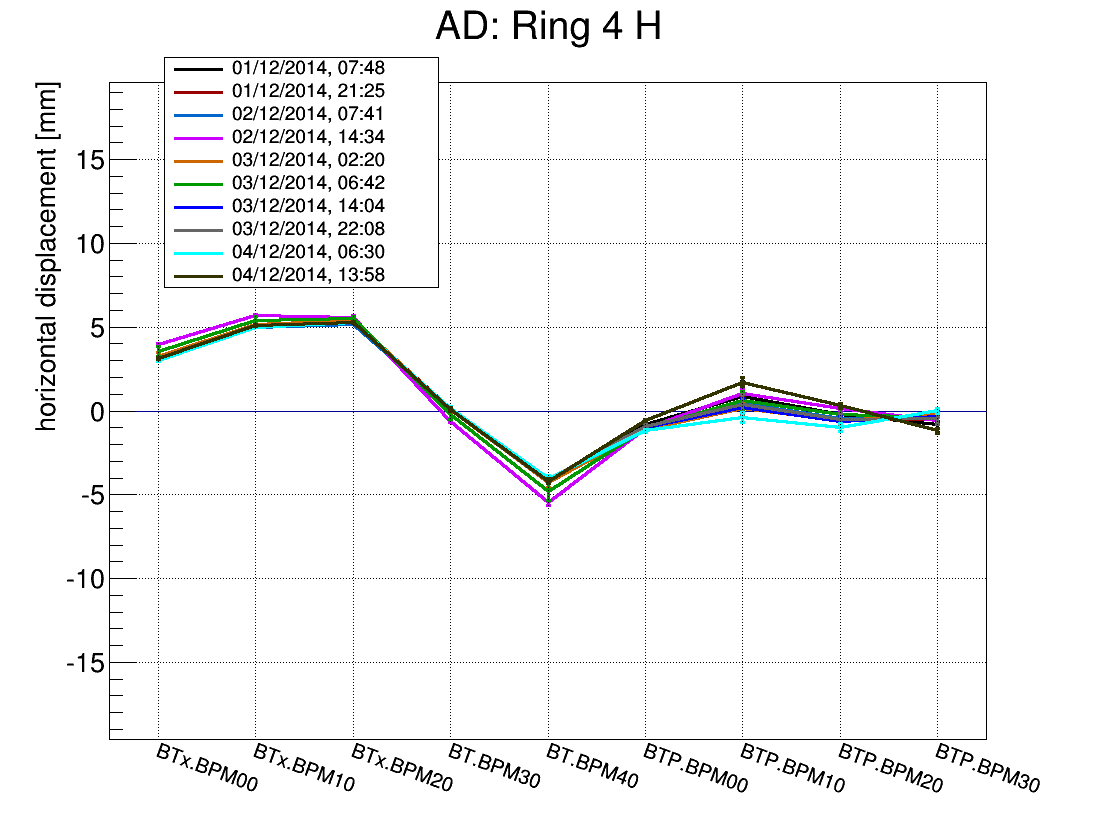 AD: Ring 4 H
01/12/2014, 07:48
01/12/2014, 21:25
02/12/2014, 07:41
02/12/2014, 14:34
03/12/2014, 02:20
03/12/2014, 06:42
03/12/2014, 14:04
03/12/2014, 22:08
04/12/2014, 06:30
04/12/2014, 13:58
horizontal displacement [mm]
15
10
5
0
-5
-10
-15
BTx.BPM00
BTx.BPM10
BTx.BPM20
BT.BPM30
BT.BPM40
BTP.BPM00
BTP.BPM10
BTP.BPM20
BTP.BPM30